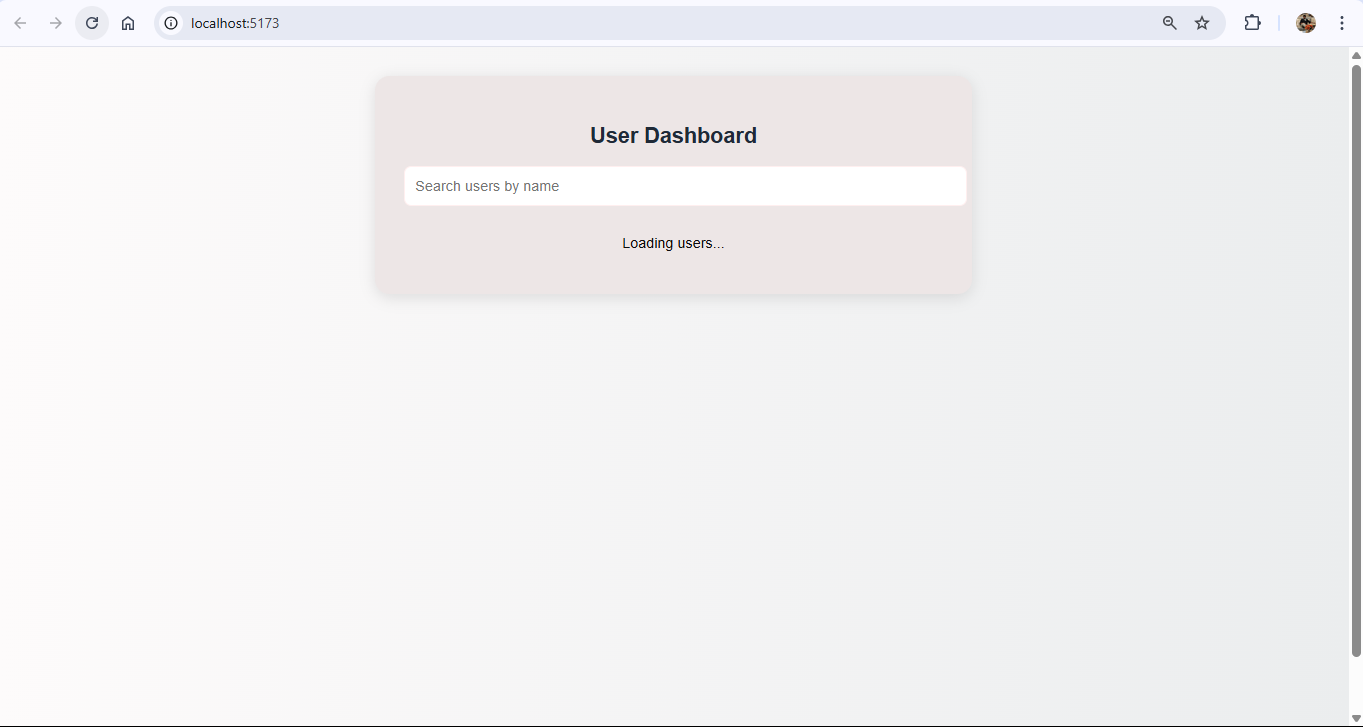 localhost:5173
User Dashboard
Search users by name
Loading users...